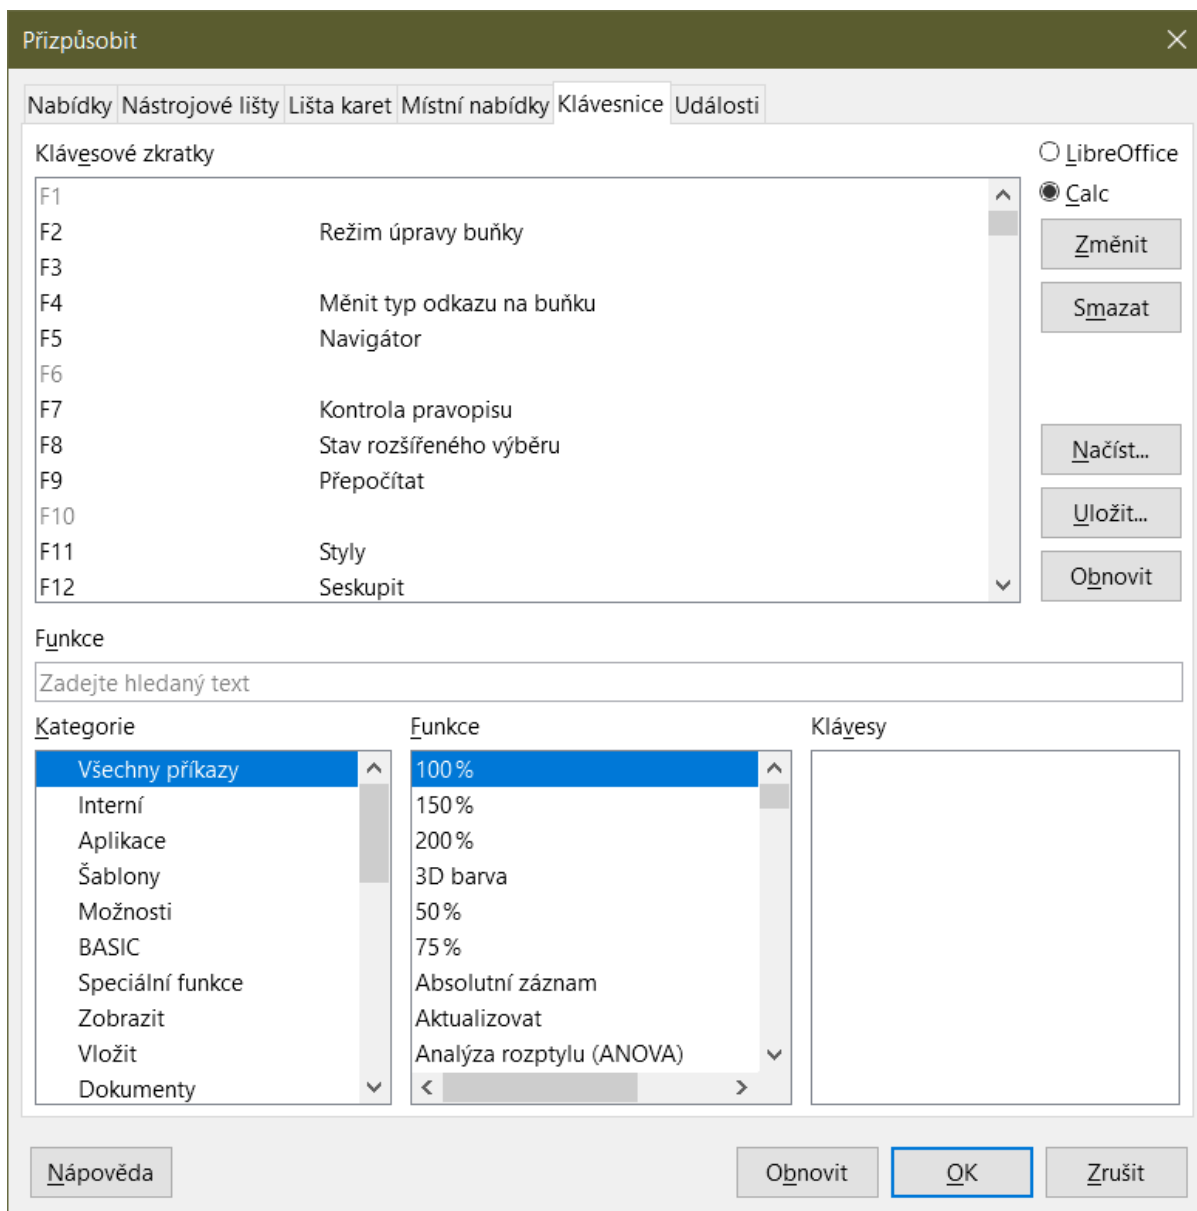 Přizpůsobit
Nabídky Nástrojové lišty Lišta karet Místní nabídky Klávesnice Události
Klávesové zkratky
LibreOffice
Calc
F1
F2 Režim úpravy buňky
F3
F4 Měnit typ odkazu na buňku
F5 Navigátor
F6
F7 Kontrola pravopisu
F8 Stav rozšířeného výběru
F9 Přepočítat
F10
F11 Styly
F12 Seskupit
Změnit
Smazat
Načíst...
Uložit...
Obnovit
Funkce
Zadejte hledaný text
Kategorie
Všechny příkazy
Interní
Aplikace
Šablony
Možnosti
BASIC
Speciální funkce
Zobrazit
Vložit
Dokumenty
Funkce
100 %
150 %
200 %
3D barva
50 %
75 %
Absolutní záznam
Aktualizovat
Analýza rozptylu (ANOVA)
Klávesy
Nápověda Obnovit OK Zrušit